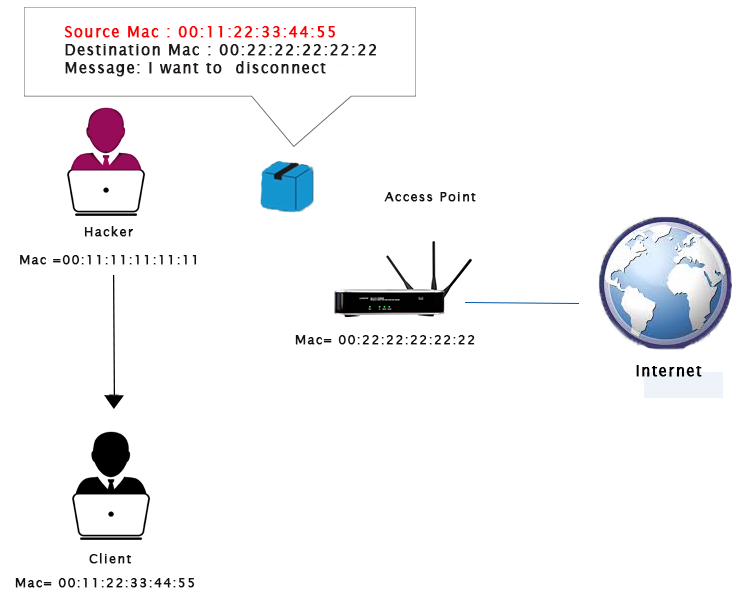 Source Mac : 00:11:22:33:44:55
Destination Mac : 00:22:22:22:22:22
Message: I want to disconnect
Access Point
Hacker
Mac =00:11:11:11:11:11
Mac= 00:22:22:22:22:22
Internet
Client
Mac= 00:11:22:33:44:55